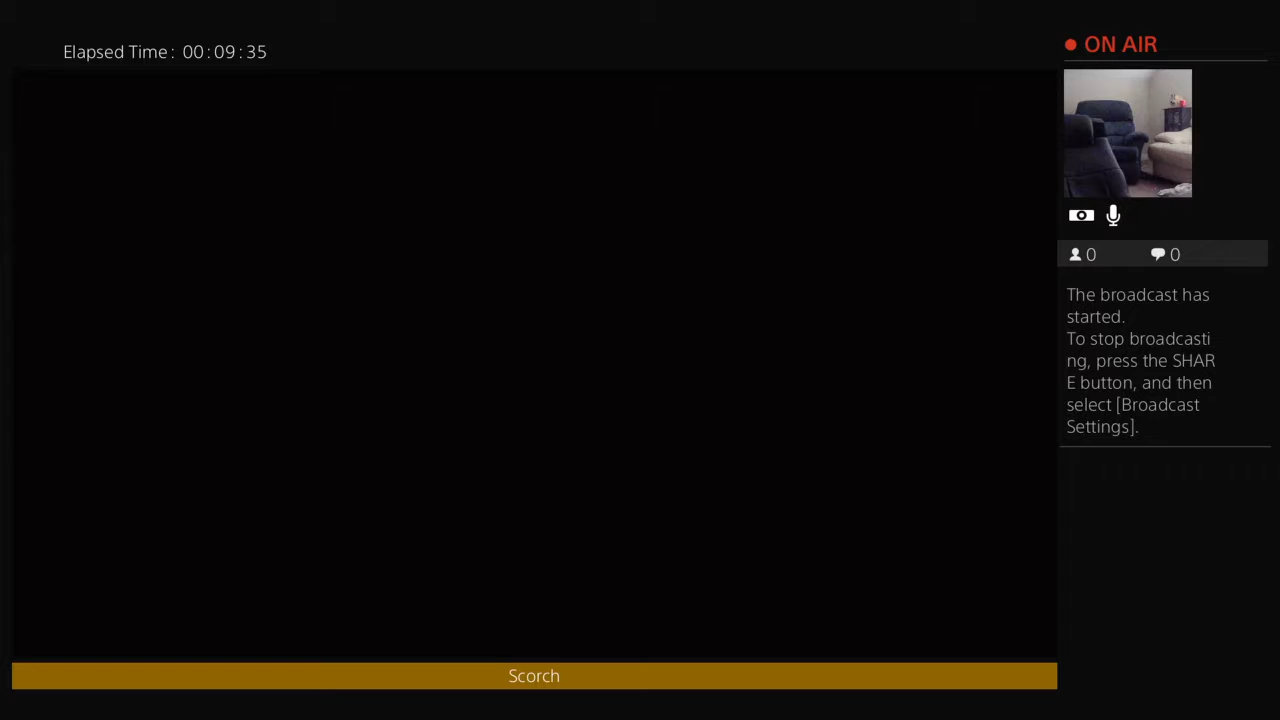 Elapsed Time: 00:09:35
ON AIR
0 0
The broadcast has
started.
To stop broadcasti
ng, press the SHAR
E button, and then
select [Broadcast
Settings].
Scorch